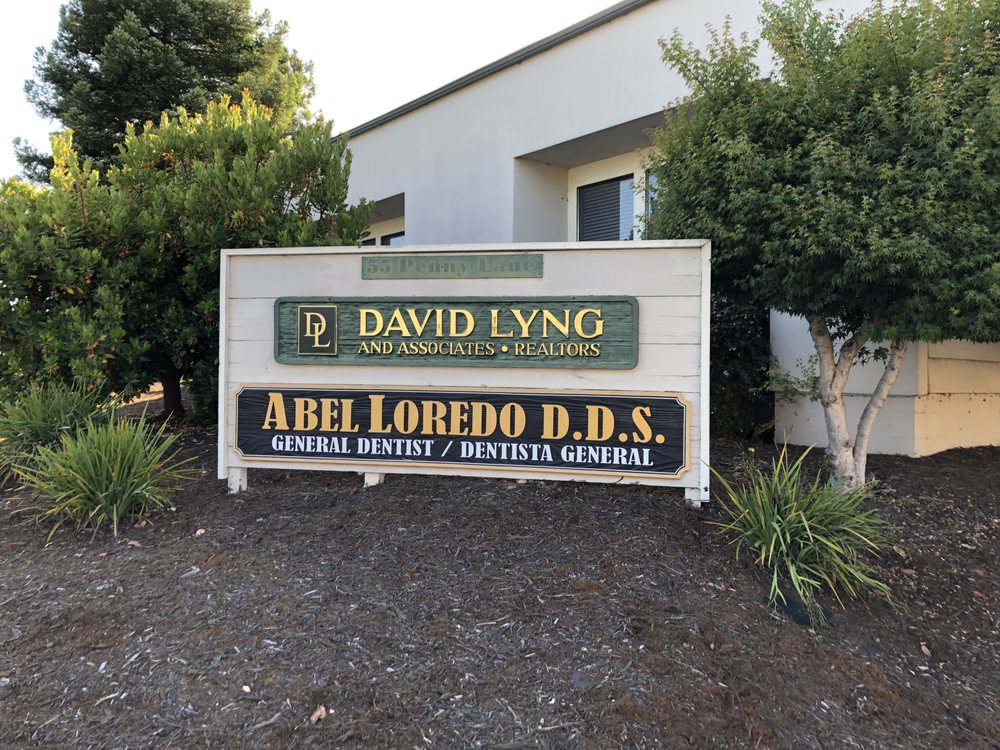 55 Penny Lane
DL
DAVID LYNG
AND ASSOCIATES • REALTORS
ABEL LOREDO D.D.S.
GENERAL DENTIST / DENTISTA GENERAL